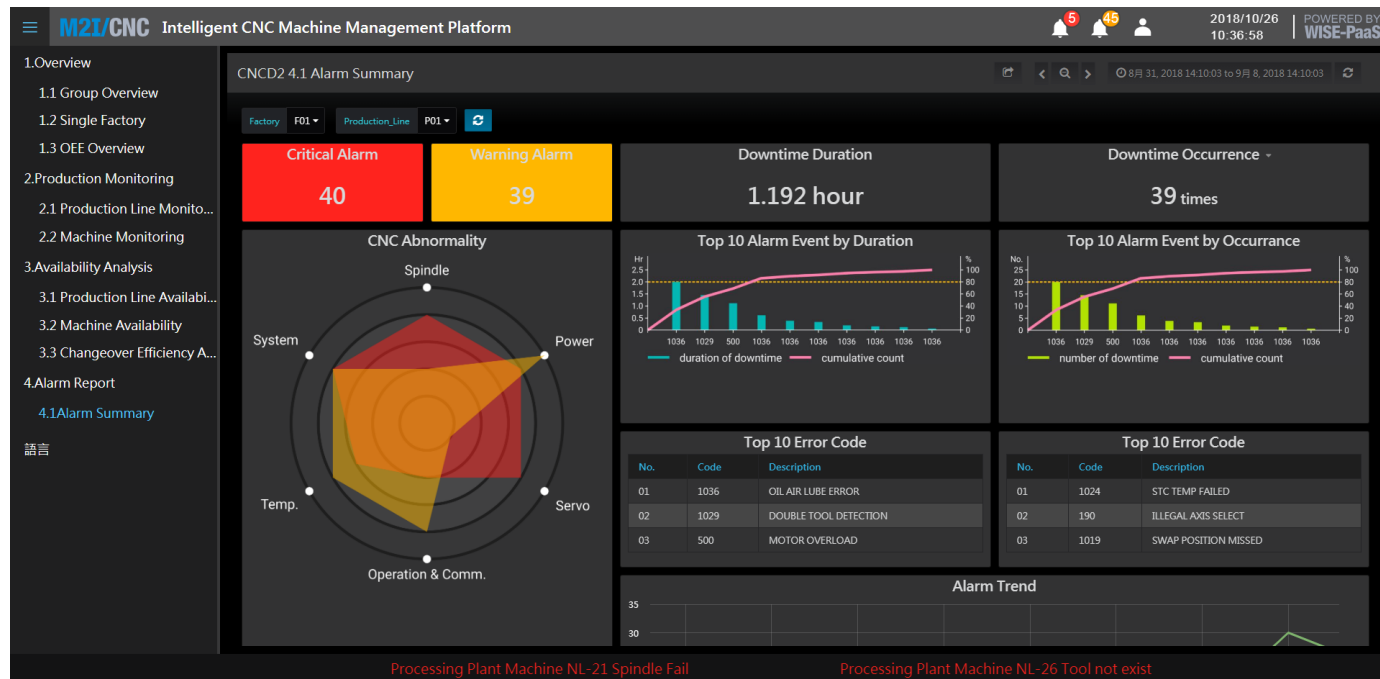 M2I/CNC Intelligent CNC Machine Management Platform
5
45
2018/10/26
10:36:58
POWERED BY
WISE-PaaS
1.Overview
1.1 Group Overview
1.2 Single Factory
1.3 OEE Overview
2.Production Monitoring
2.1 Production Line Monito...
2.2 Machine Monitoring
3.Availability Analysis
3.1 Production Line Availabi...
3.2 Machine Availability
3.3 Changeover Efficiency A...
4.Alarm Report
4.1Alarm Summary
語言
CNCD2 4.1 Alarm Summary
8月 31, 2018 14:10:03 to 9月 8, 2018 14:10:03
Factory F01 Production_Line P01
Critical Alarm
40
Warning Alarm
39
Downtime Duration
1.192 hour
Downtime Occurrence
39 times
CNC Abnormality
Spindle
Power
Servo
Operation & Comm.
Temp.
System
Top 10 Alarm Event by Duration
Hr %
2.5 100
2.0 80
1.5 60
1.0 40
0.5 20
0 0
1036 1029 500 1036 1036 1036 1036 1036 1036 1036
duration of downtime cumulative count
Top 10 Alarm Event by Occurrance
No. %
25 100
20 80
15 60
10 40
5 20
0 0
1036 1029 500 1036 1036 1036 1036 1036 1036 1036
number of downtime cumulative count
Top 10 Error Code
No. Code Description
01 1036 OIL AIR LUBE ERROR
02 1029 DOUBLE TOOL DETECTION
03 500 MOTOR OVERLOAD
Top 10 Error Code
No. Code Description
01 1024 STC TEMP FAILED
02 190 ILLEGAL AXIS SELECT
03 1019 SWAP POSITION MISSED
Alarm Trend
35
30
Processing Plant Machine NL-21 Spindle Fail
Processing Plant Machine NL-26 Tool not exist